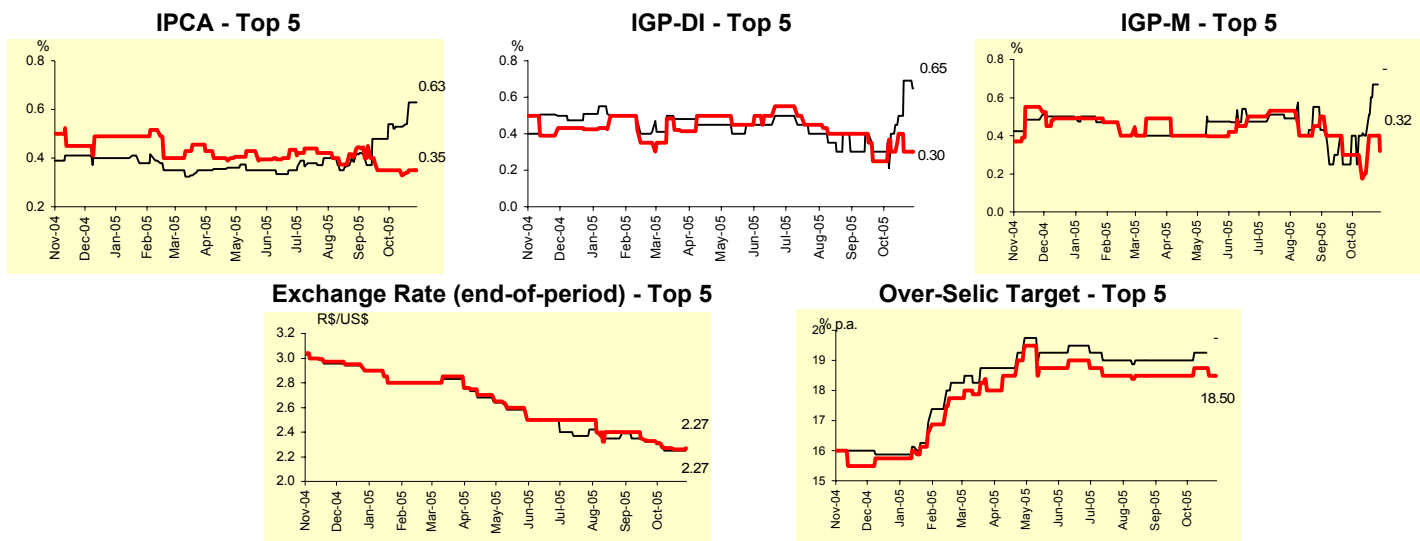 IPCA - Top 5
%
0.8
0.6
0.4
0.2
0.63
0.35
Nov-04
Dec-04
Jan-05
Feb-05
Mar-05
Apr-05
May-05
Jun-05
Jul-05
Aug-05
Sep-05
Oct-05
IGP-DI - Top 5
%
0.8
0.6
0.4
0.2
0.0
0.65
0.30
Nov-04
Dec-04
Jan-05
Feb-05
Mar-05
Apr-05
May-05
Jun-05
Jul-05
Aug-05
Sep-05
Oct-05
IGP-M - Top 5
%
0.8
0.6
0.4
0.2
0.0
-
0.32
Nov-04
Dec-04
Jan-05
Feb-05
Mar-05
Apr-05
May-05
Jun-05
Jul-05
Aug-05
Sep-05
Oct-05
Exchange Rate (end-of-period) - Top 5
R$/US$
3.2
3.0
2.8
2.6
2.4
2.2
2.0
2.27
2.27
Nov-04
Dec-04
Jan-05
Feb-05
Mar-05
Apr-05
May-05
Jun-05
Jul-05
Aug-05
Sep-05
Oct-05
Over-Selic Target - Top 5
% p.a.
20
19
18
17
16
15
-
18.50
Nov-04
Dec-04
Jan-05
Feb-05
Mar-05
Apr-05
May-05
Jun-05
Jul-05
Aug-05
Sep-05
Oct-05